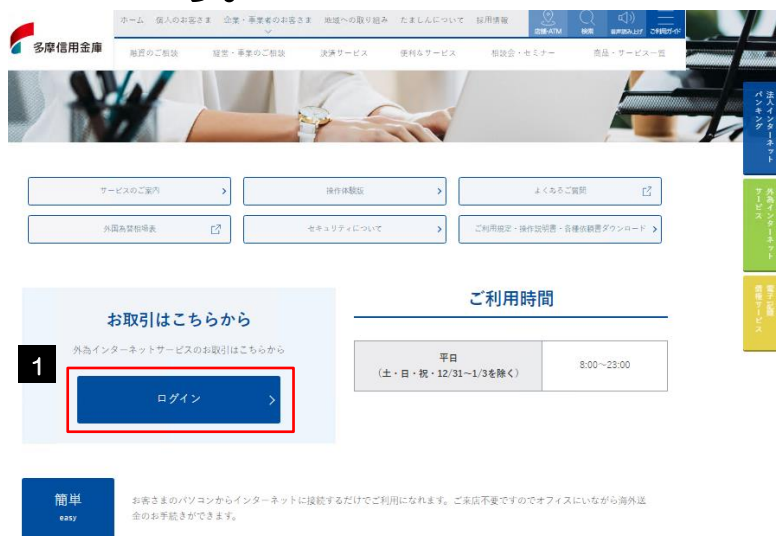 す。
ホーム 個人のお客さま 企業・事業者のお客さま 地域への取り組み たましんについて 採用情報
店舗・ATM 検索 音声読み上げ ご利用ガイド
多摩信用金庫
融資のご相談 経営・事業のご相談 決済サービス 便利なサービス 相談会・セミナー 商品・サービス一覧
法人インターネット
バンキング
サービスのご案内
操作体験版
よくあるご質問
外国為替相場表
セキュリティについて
ご利用規定・操作説明書・各種依頼書ダウンロード
外為インターネット
サービス
電子記録
債権サービス
お取引はこちらから
外為インターネットサービスのお取引はこちらから
1
ログイン
ご利用時間
平日
(土・日・祝・12/31~1/3を除く)
8:00~23:00
簡単
easy
お客さまのパソコンからインターネットに接続するだけでご利用になれます。ご来店不要ですのでオフィスにいながら海外送
金のお手続きができます。